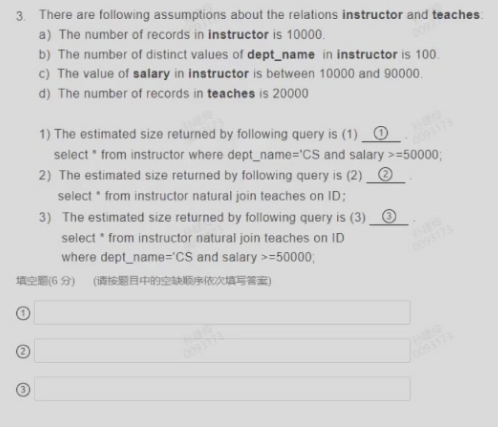 3. There are following assumptions about the relations instructor and teaches:
a) The number of records in instructor is 10000.
b) The number of distinct values of dept_name in instructor is 100.
c) The value of salary in instructor is between 10000 and 90000.
d) The number of records in teaches is 20000
1) The estimated size returned by following query is (1) ① .
select * from instructor where dept_name='CS and salary >=50000;
2) The estimated size returned by following query is (2) ② .
select * from instructor natural join teaches on ID;
3) The estimated size returned by following query is (3) ③ .
select * from instructor natural join teaches on ID
where dept_name='CS and salary >=50000;
填空题(6 分) (请按题目中的空缺顺序依次填写答案)
①
②
③